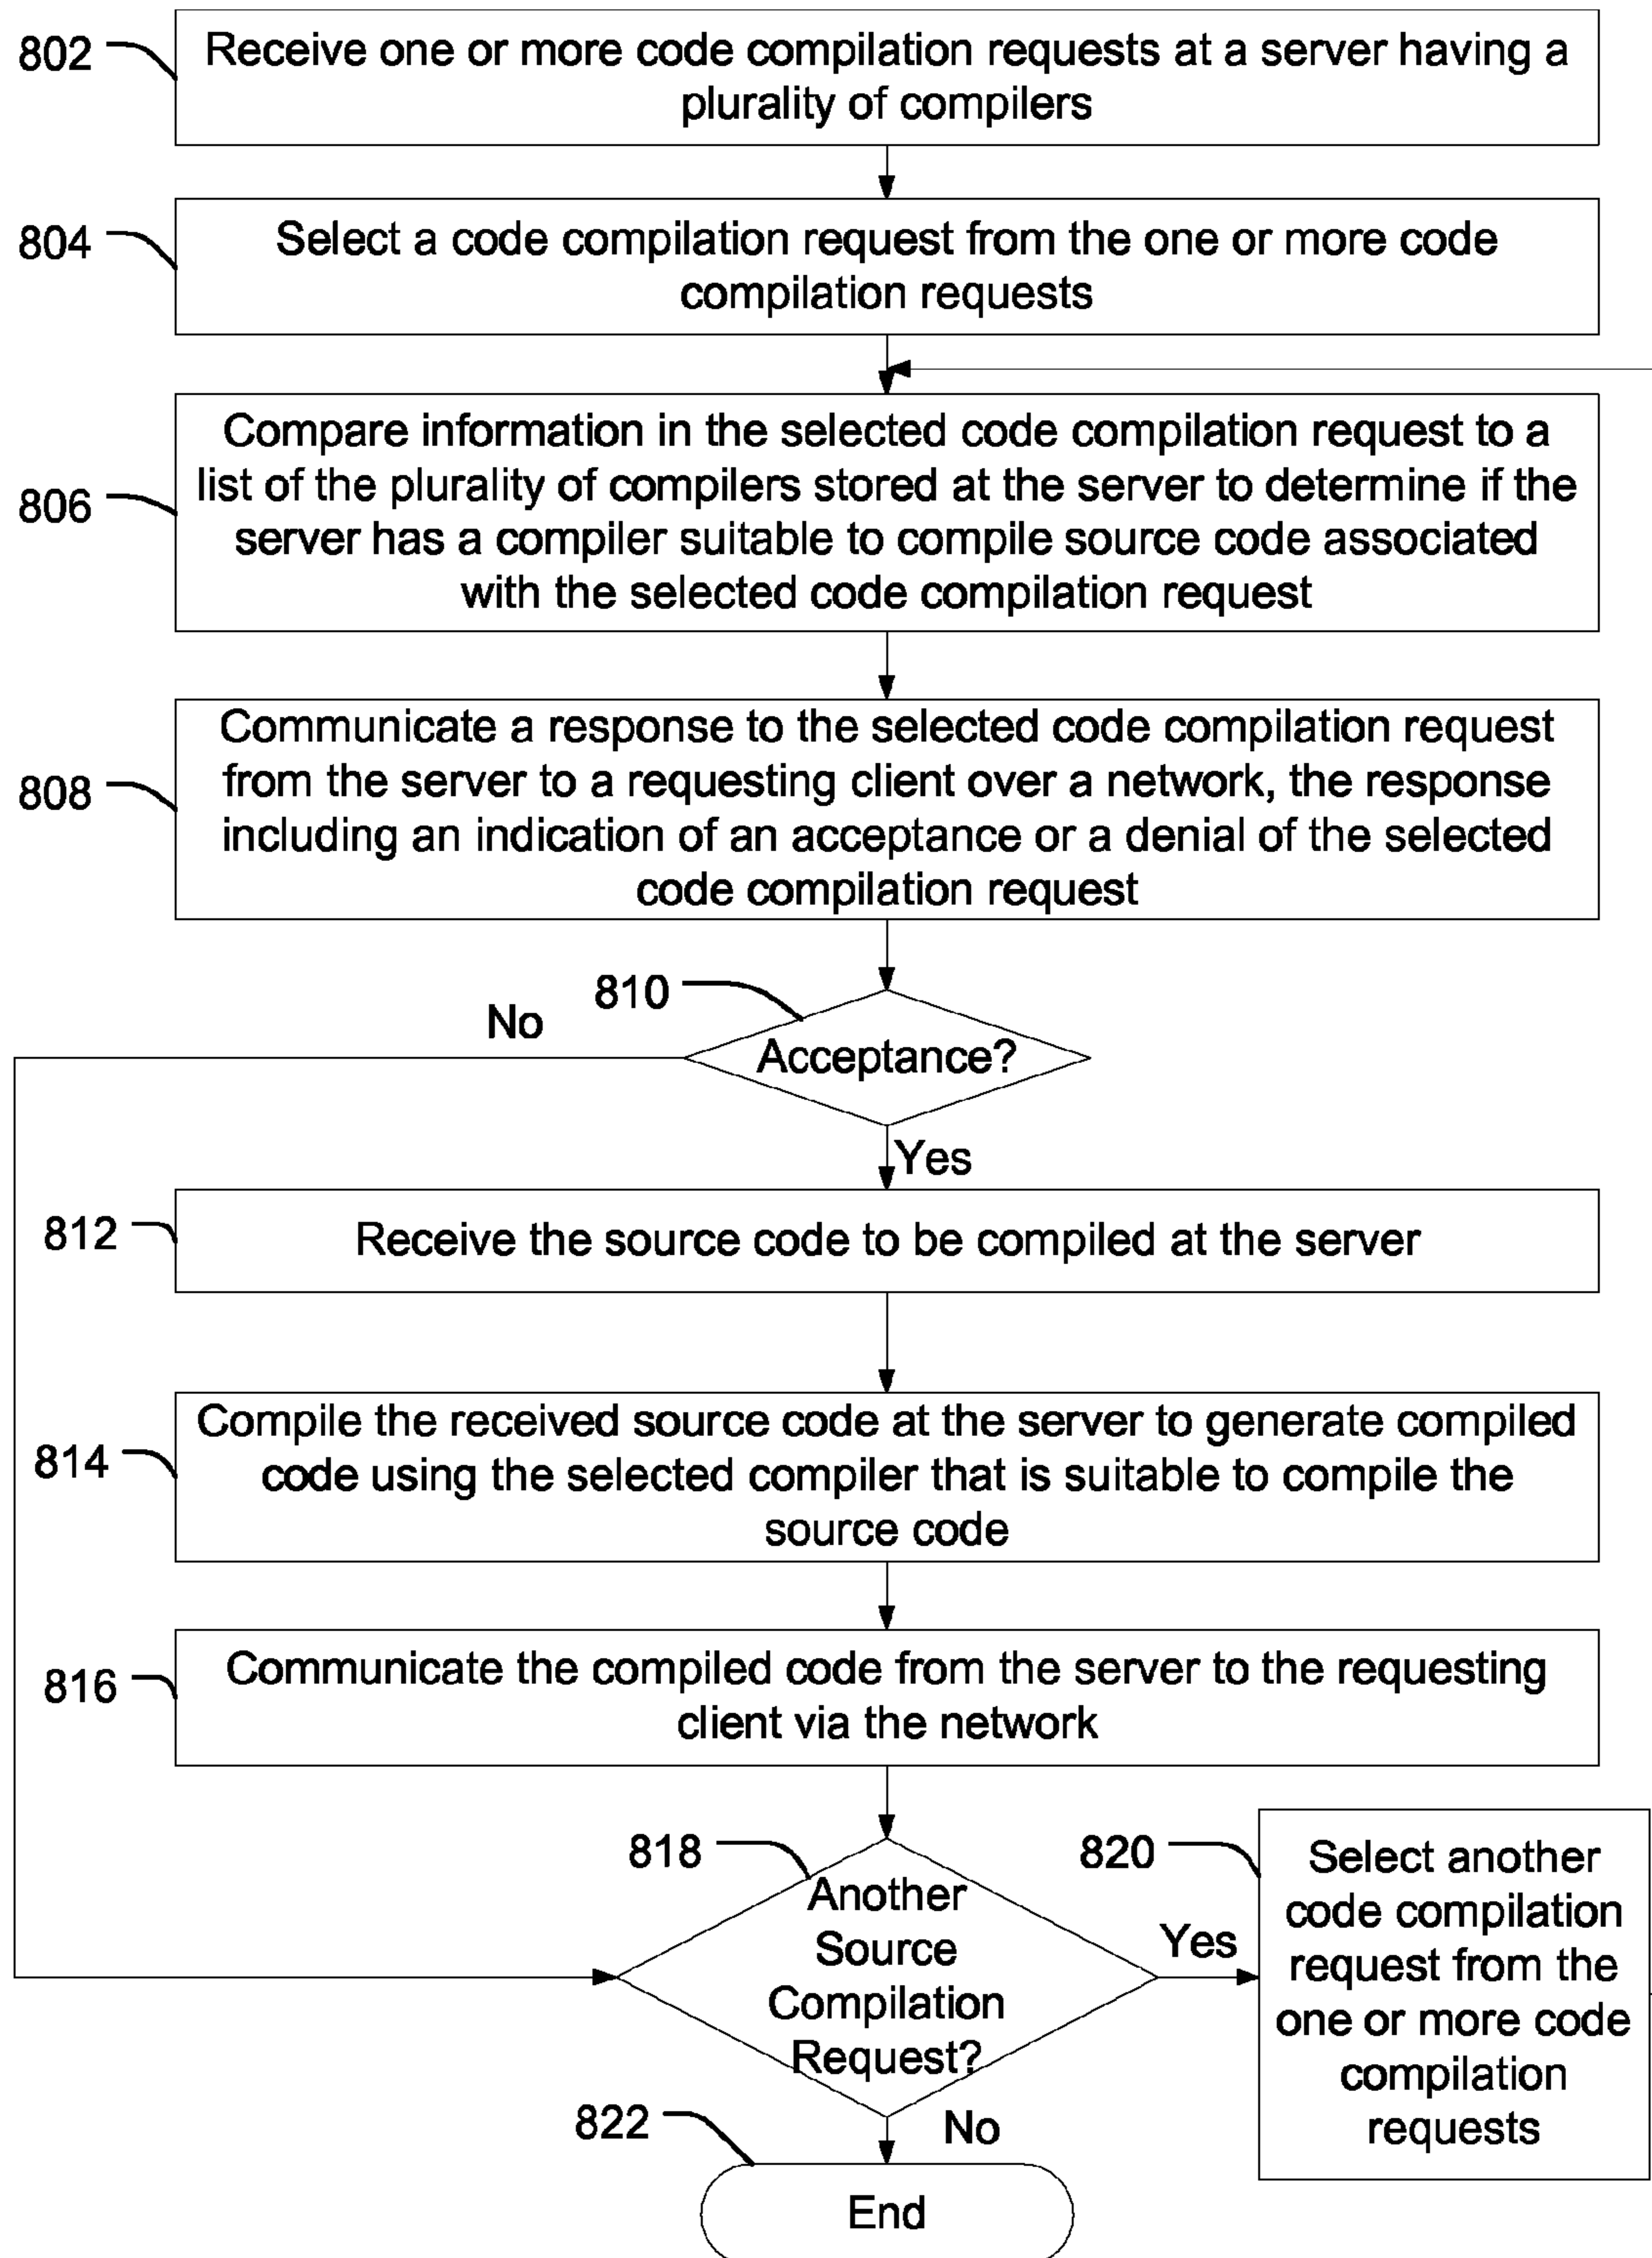 802
Receive one or more code compilation requests at a server having a
plurality of compilers
804
Select a code compilation request from the one or more code
compilation requests
806
Compare information in the selected code compilation request to a
list of the plurality of compilers stored at the server to determine if the
server has a compiler suitable to compile source code associated
with the selected code compilation request
808
Communicate a response to the selected code compilation request
from the server to a requesting client over a network, the response
including an indication of an acceptance or a denial of the selected
code compilation request
810
No
Acceptance?
Yes
812
Receive the source code to be compiled at the server
814
Compile the received source code at the server to generate compiled
code using the selected compiler that is suitable to compile the
source code
816
Communicate the compiled code from the server to the requesting
client via the network
818
Another
Source
Compilation
Request?
Yes
820
Select another
code compilation
request from the
one or more code
compilation
requests
No
822
End